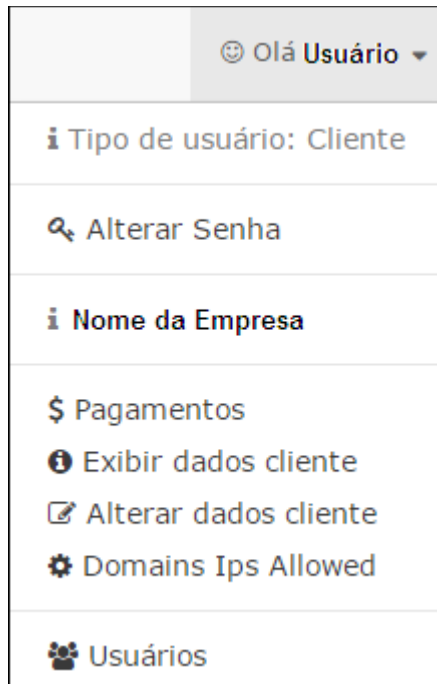 Olá Usuário
Tipo de usuário: Cliente
Alterar Senha
Nome da Empresa
$ Pagamentos
Exibir dados cliente
Alterar dados cliente
Domains Ips Allowed
Usuários